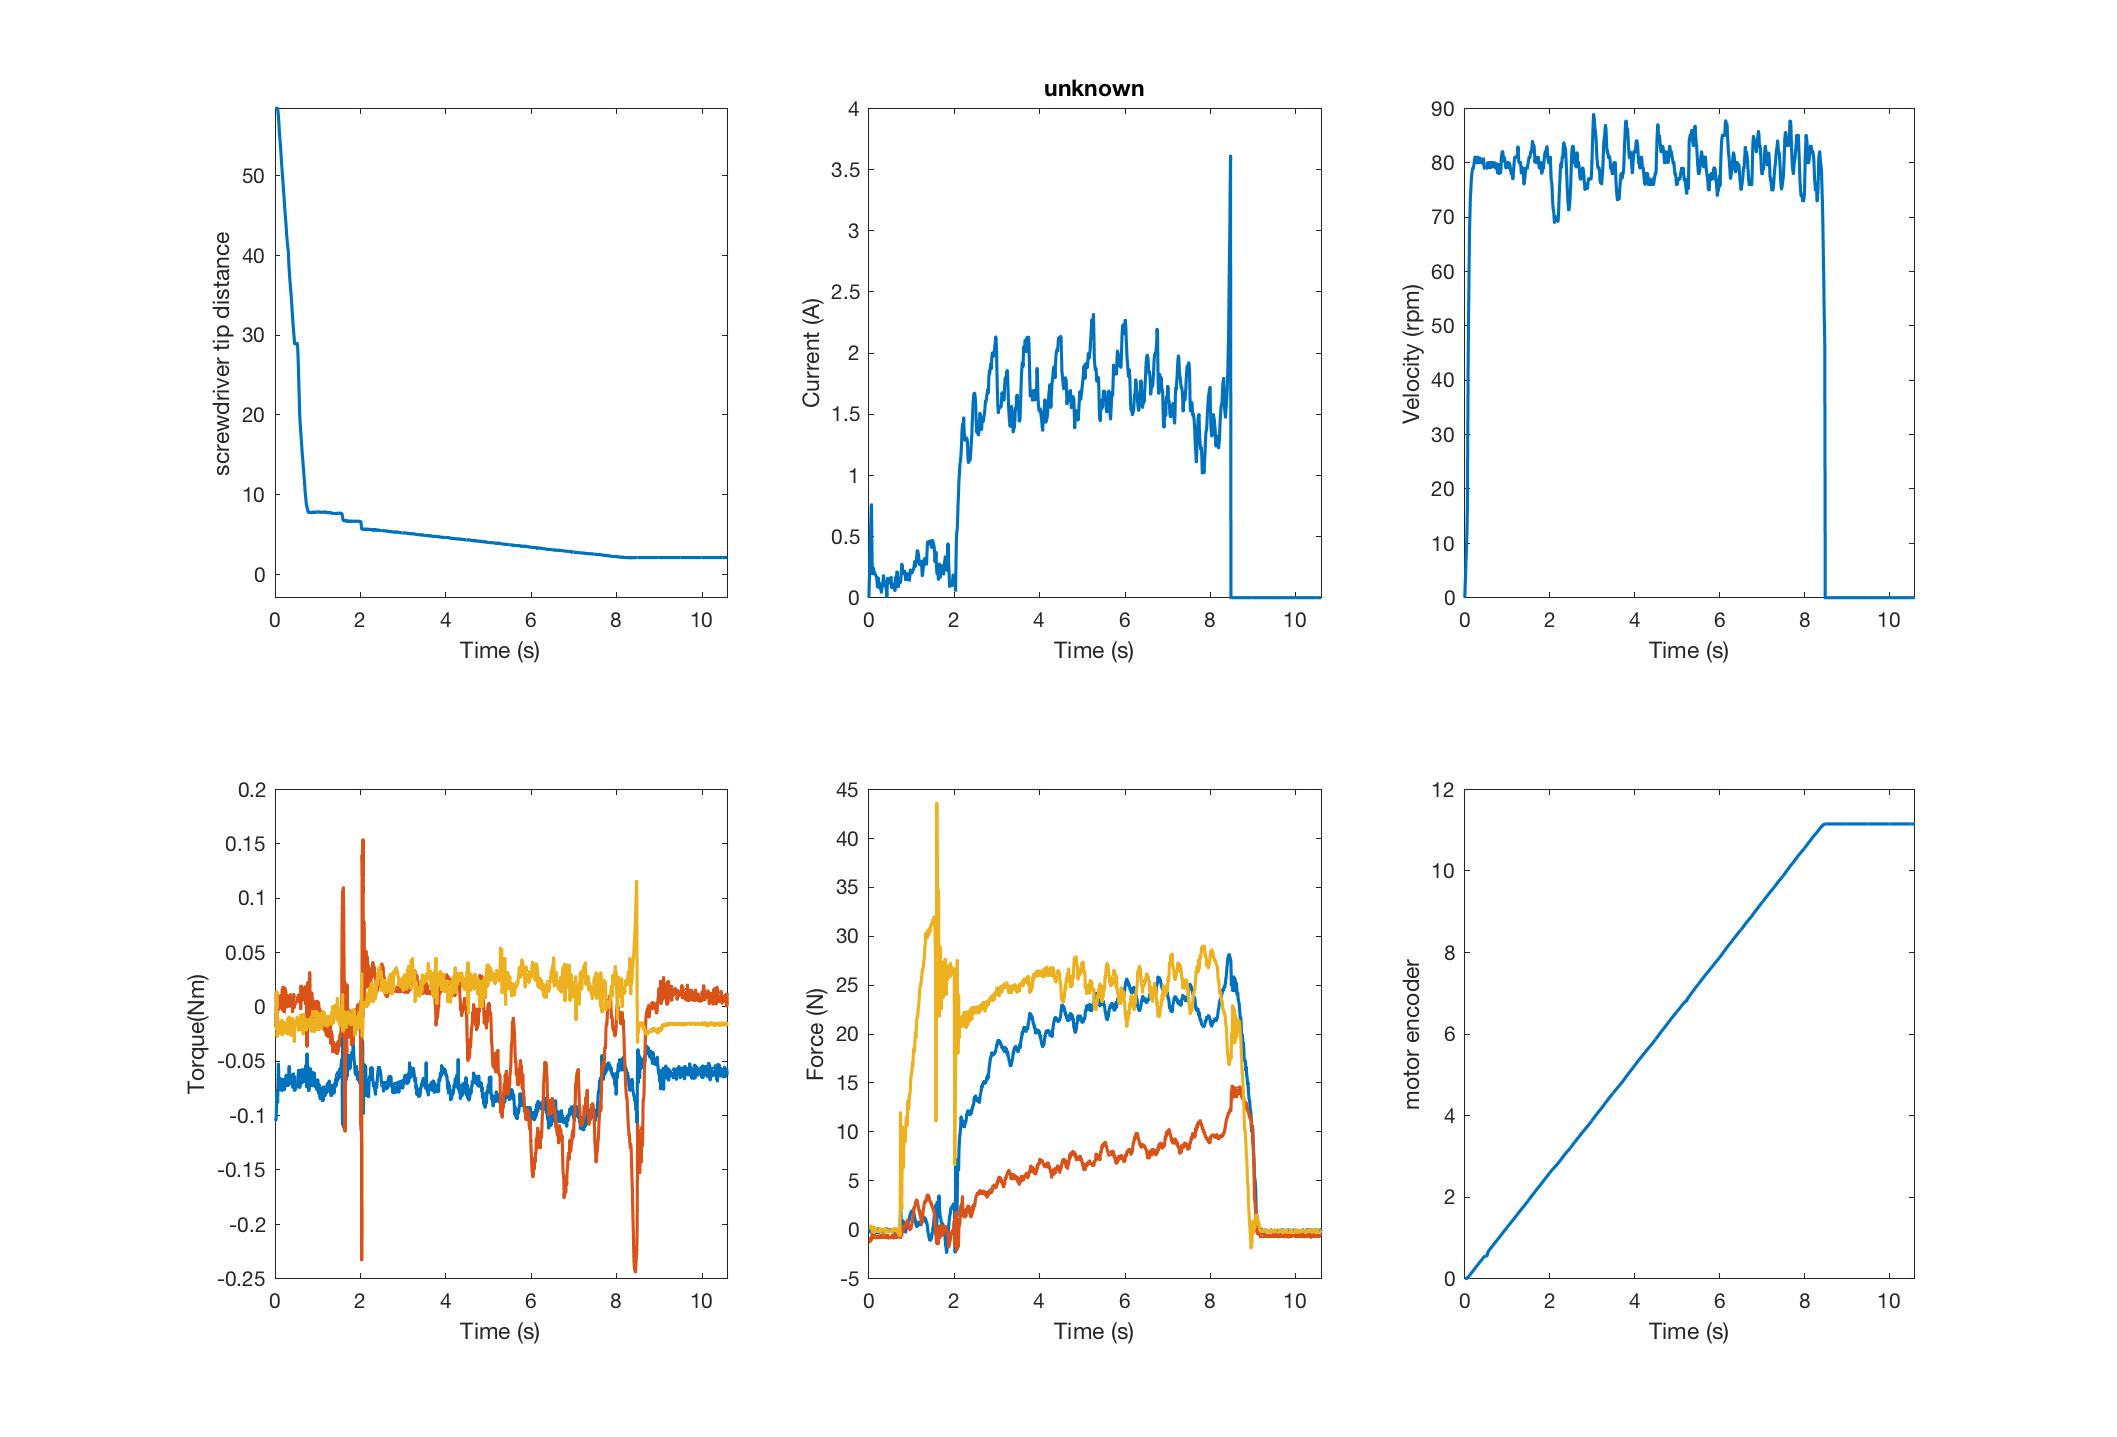 unknown
screwdriver tip distance
50
40
30
20
10
0
0 2 4 6 8 10
Time (s)
Current (A)
4
3.5
3
2.5
2
1.5
1
0.5
0
0 2 4 6 8 10
Time (s)
Velocity (rpm)
90
80
70
60
50
40
30
20
10
0
0 2 4 6 8 10
Time (s)
Torque(Nm)
0.2
0.15
0.1
0.05
0
-0.05
-0.1
-0.15
-0.2
-0.25
0 2 4 6 8 10
Time (s)
Force (N)
45
40
35
30
25
20
15
10
5
0
-5
0 2 4 6 8 10
Time (s)
motor encoder
12
10
8
6
4
2
0
0 2 4 6 8 10
Time (s)